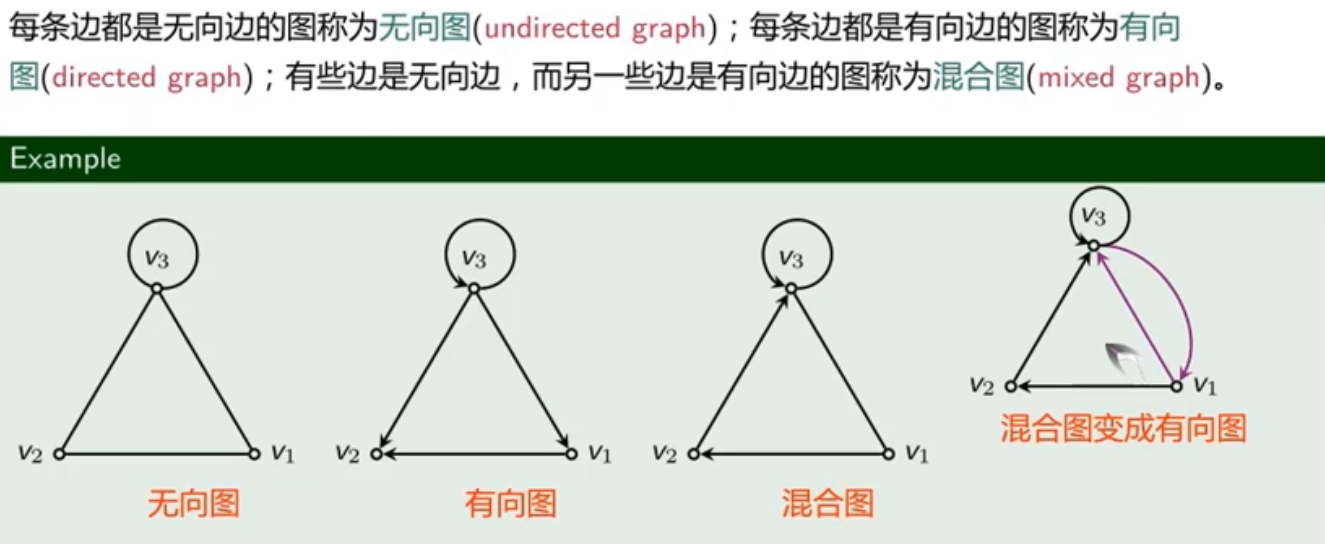 每条边都是无向边的图称为无向图(undirected graph)；每条边都是有向边的图称为有向
图(directed graph)；有些边是无向边，而另一些边是有向边的图称为混合图(mixed graph)。
Example
v3
v2
v1
无向图
v3
v2
v1
有向图
v3
v2
v1
混合图
v3
v2
v1
混合图变成有向图